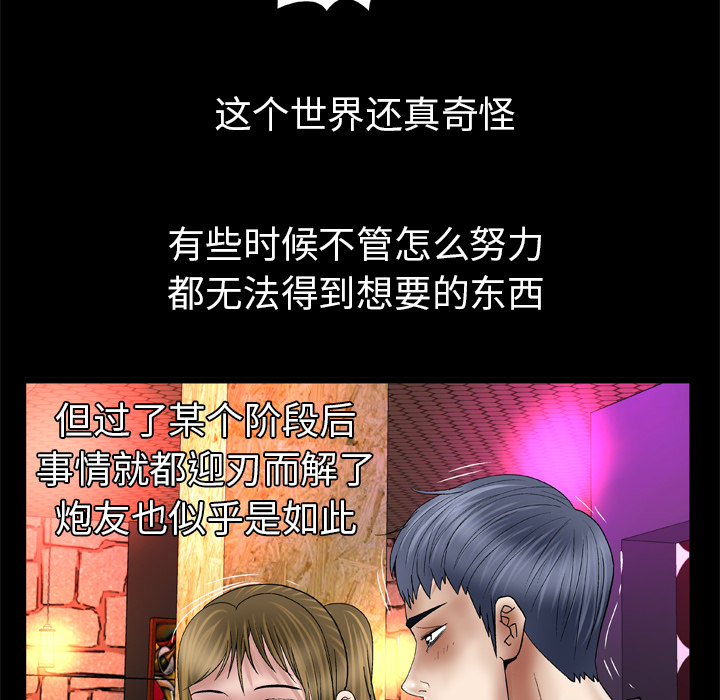 这个世界还真奇怪
有些时候不管怎么努力
都无法得到想要的东西
但过了某个阶段后
事情就都迎刃而解了
炮友也似乎是如此